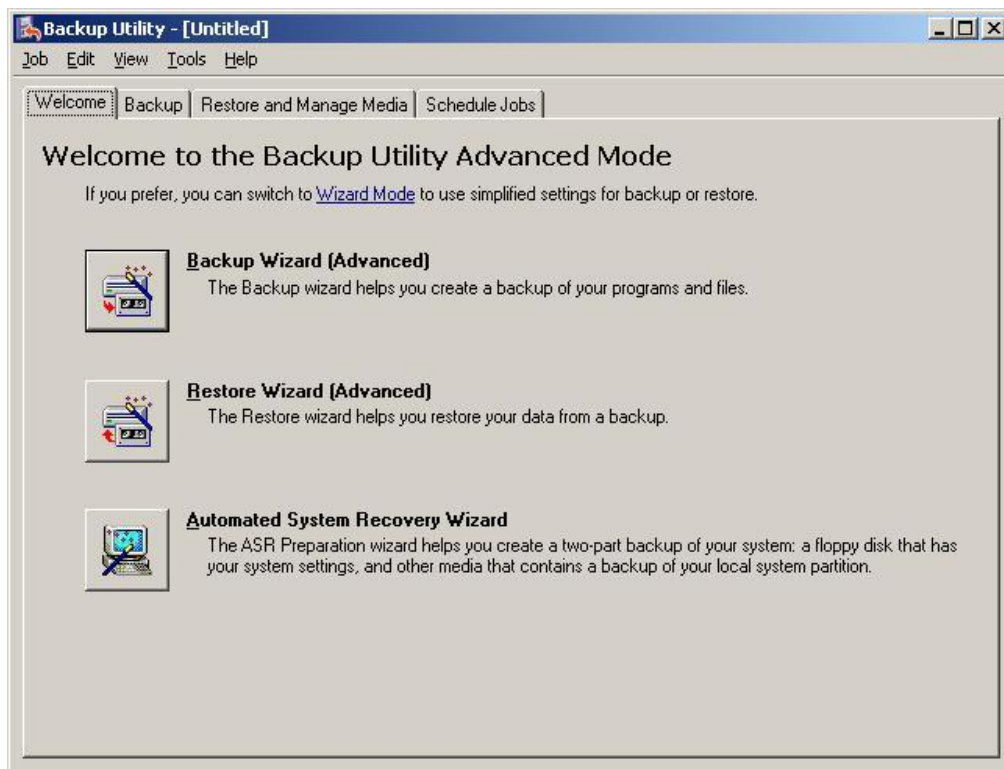 Backup Utility - [Untitled]
Job Edit View Tools Help
Welcome Backup Restore and Manage Media Schedule Jobs
Welcome to the Backup Utility Advanced Mode
If you prefer, you can switch to Wizard Mode to use simplified settings for backup or restore.
Backup Wizard (Advanced)
The Backup wizard helps you create a backup of your programs and files.
Restore Wizard (Advanced)
The Restore wizard helps you restore your data from a backup.
Automated System Recovery Wizard
The ASR Preparation wizard helps you create a two-part backup of your system: a floppy disk that has
your system settings, and other media that contains a backup of your local system partition.